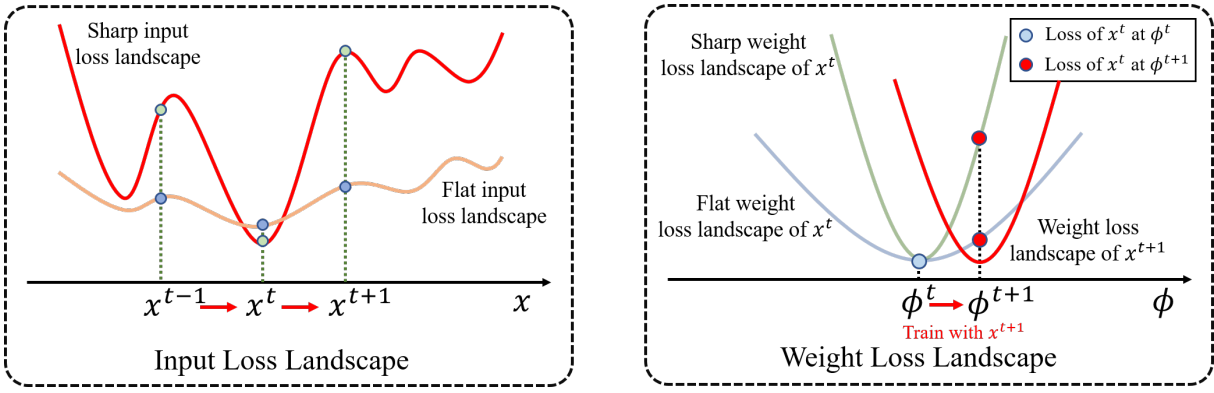 Sharp input
loss landscape
Flat input
loss landscape
x^{t-1} x^t x^{t+1} x
Input Loss Landscape
Loss of x^t at ϕ^t
Loss of x^t at ϕ^{t+1}
Sharp weight
loss landscape of x^t
Flat weight
loss landscape of x^t
Weight loss
landscape of x^{t+1}
ϕ^t ϕ^{t+1} ϕ
Train with x^{t+1}
Weight Loss Landscape